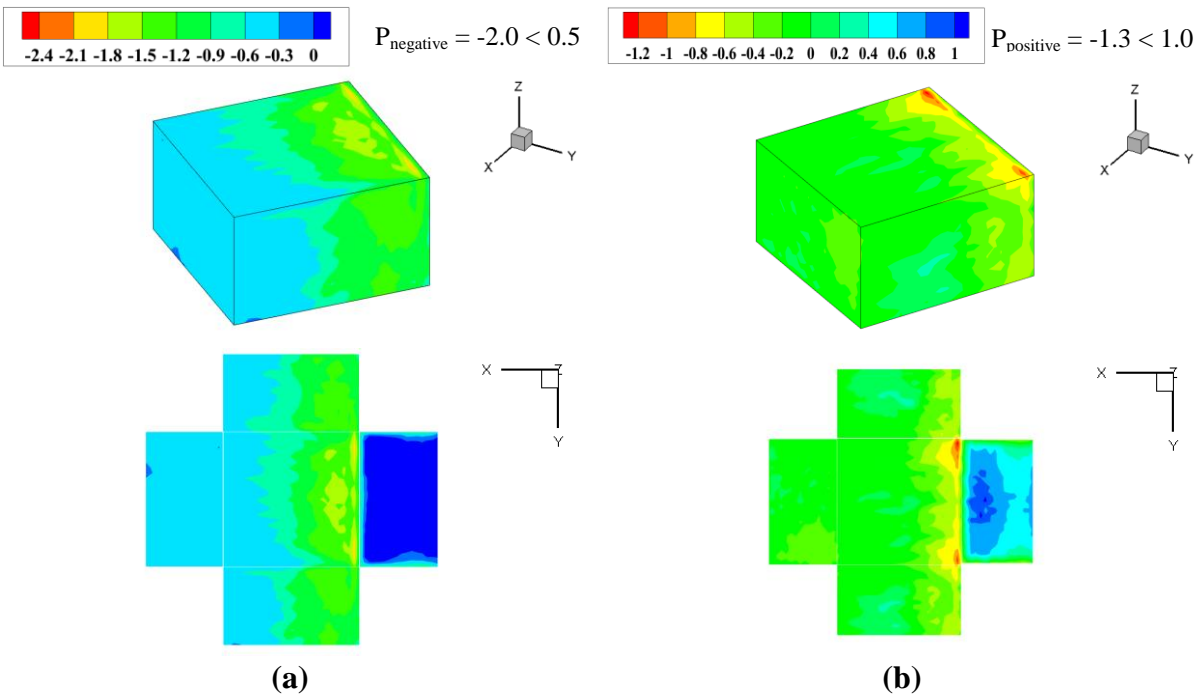 -2.4 -2.1 -1.8 -1.5 -1.2 -0.9 -0.6 -0.3 0
P_negative = -2.0 < 0.5
-1.2 -1 -0.8 -0.6 -0.4 -0.2 0 0.2 0.4 0.6 0.8 1
P_positive = -1.3 < 1.0
Z
X
Y
Z
X
Y
X
Z
Y
X
Z
Y
(a)
(b)